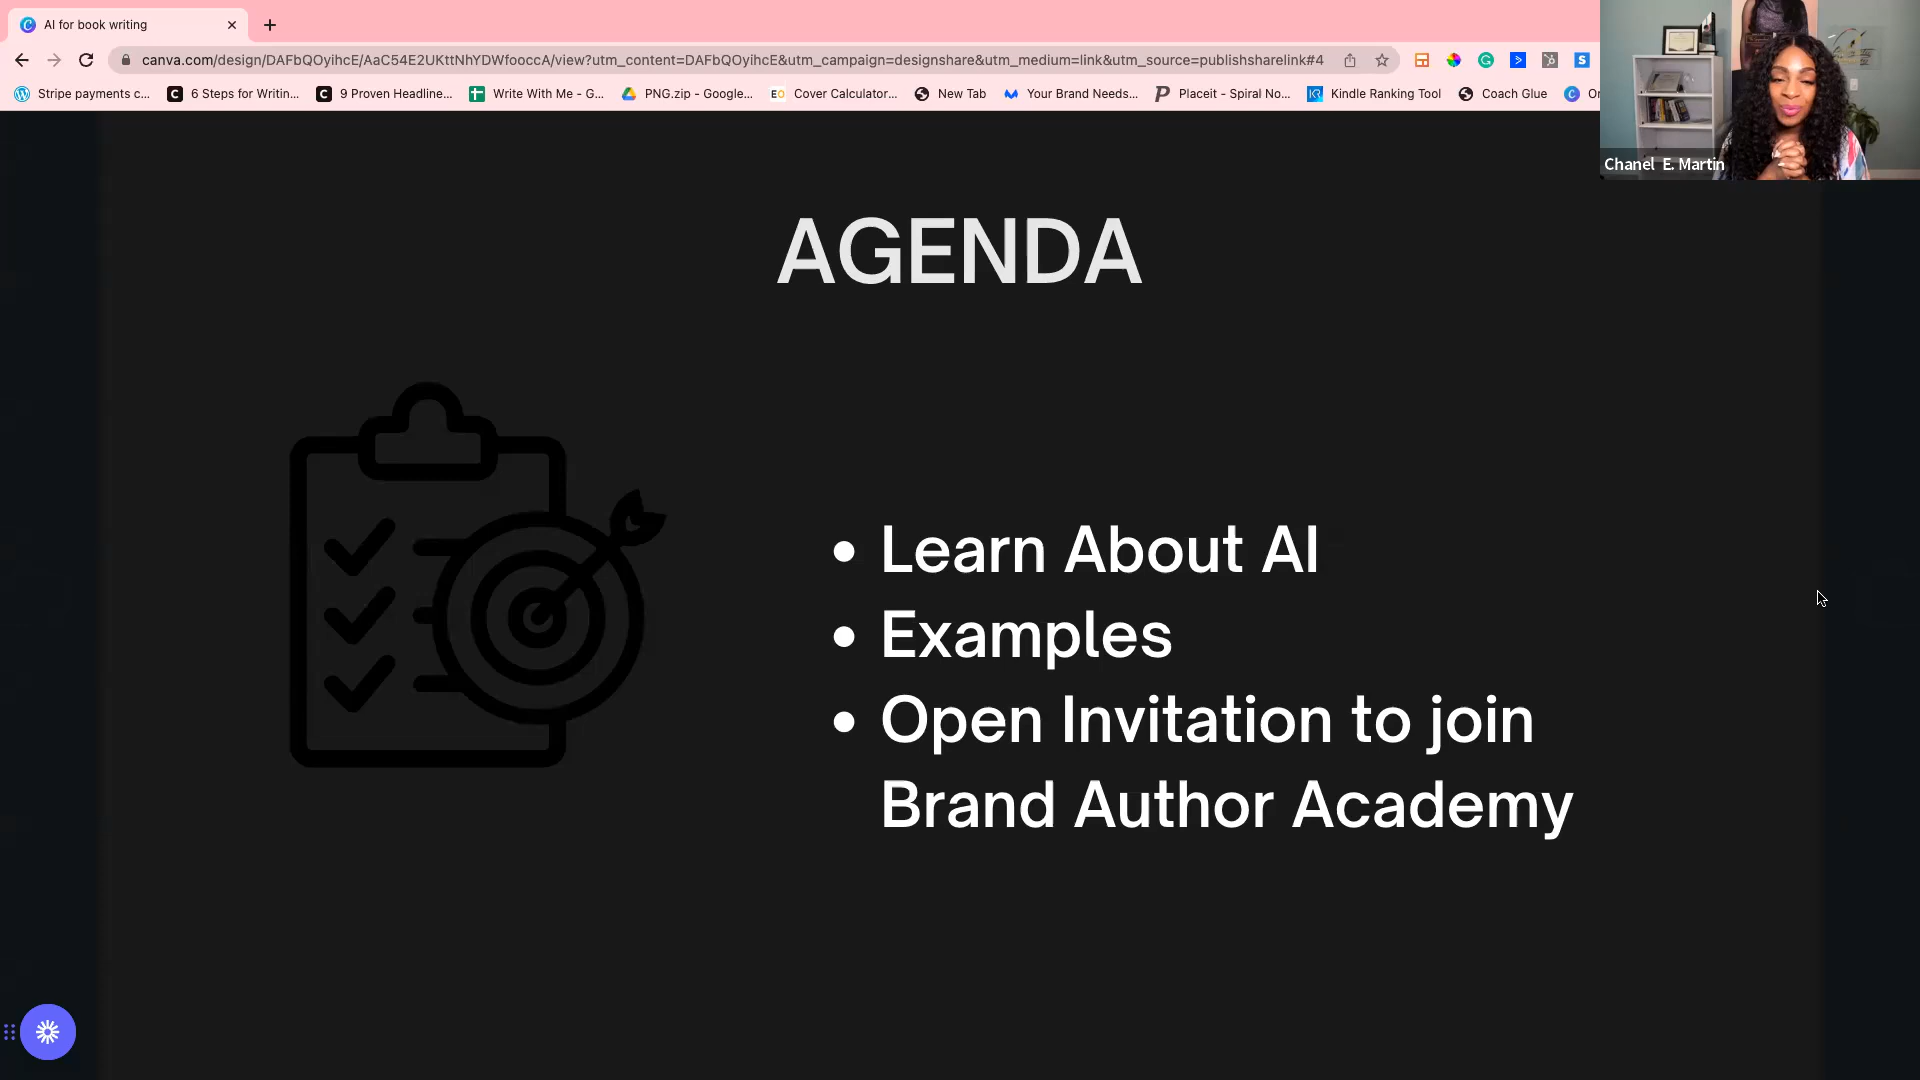 AI for book writing
canva.com/design/DAFbQOyihcE/AaC54E2UKttNhYDWfooccA/view?utm_content=DAFbQOyihcE&utm_campaign=designshare&utm_medium=link&utm_source=publishsharelink#4
Stripe payments c... 6 Steps for Writin... 9 Proven Headline... Write With Me - G... PNG.zip - Google... EO Cover Calculator... New Tab Your Brand Needs... Placeit - Spiral No... KR Kindle Ranking Tool Coach Glue
Chanel E. Martin
AGENDA
• Learn About AI
• Examples
• Open Invitation to join
Brand Author Academy